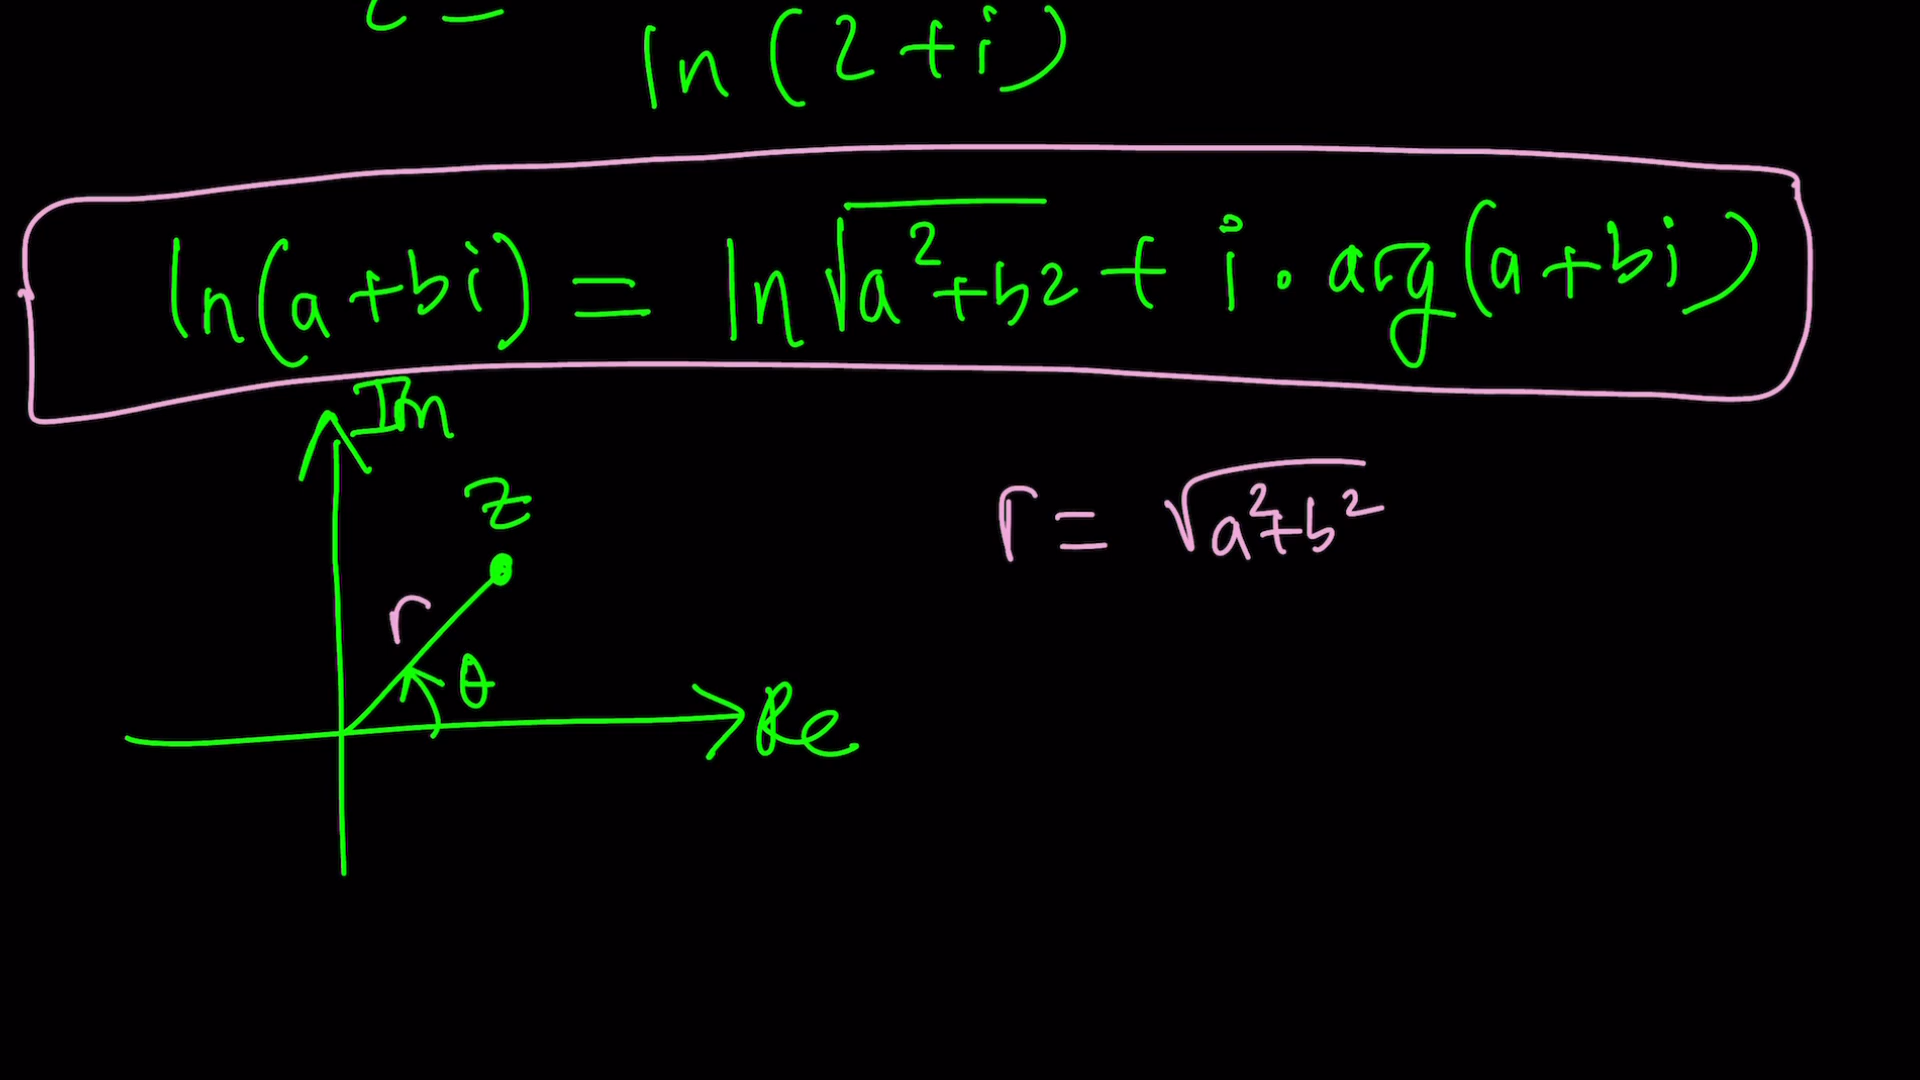 ln(2+i)
ln(a+bi) = ln√(a²+b2) + i · arg(a+bi)
Im
z
r = √(a²+b²)
r
θ
Re